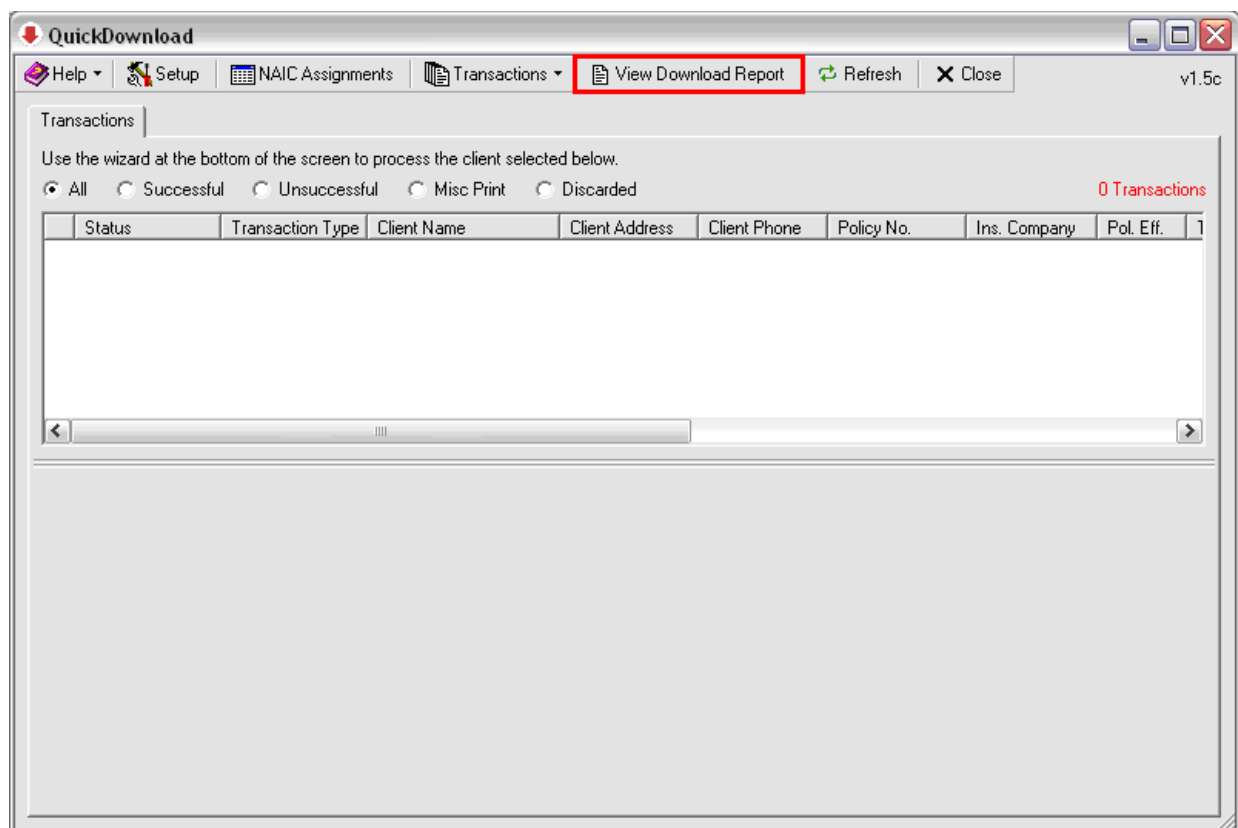 QuickDownload
Help Setup NAIC Assignments Transactions View Download Report Refresh Close v1.5c
Transactions
Use the wizard at the bottom of the screen to process the client selected below.
All Successful Unsuccessful Misc Print Discarded 0 Transactions
Status Transaction Type Client Name Client Address Client Phone Policy No. Ins. Company Pol. Eff.